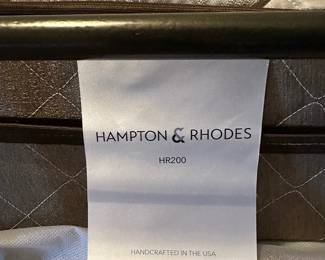 HAMPTON & RHODES
HR200
HANDCRAFTED IN THE USA